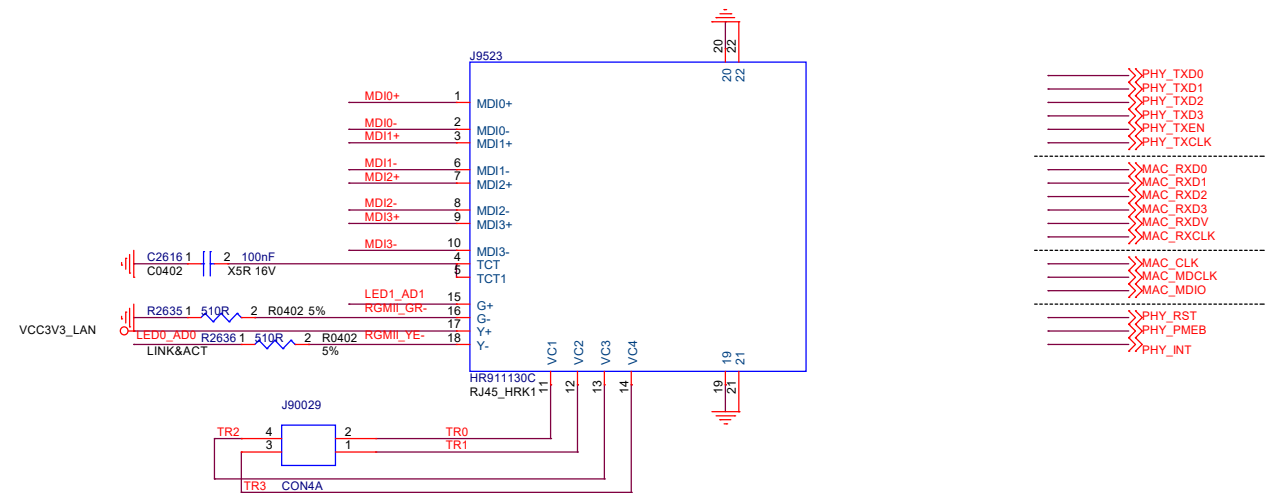 20 22
J9523
20 22
PHY_TXD0
PHY_TXD1
PHY_TXD2
PHY_TXD3
PHY_TXEN
PHY_TXCLK
MAC_RXD0
MAC_RXD1
MAC_RXD2
MAC_RXD3
MAC_RXDV
MAC_RXCLK
MAC_CLK
MAC_MDCLK
MAC_MDIO
PHY_RST
PHY_PMEB
PHY_INT
MDI0+ 1 MDI0+
MDI0- 2 MDI0-
MDI1+ 3 MDI1+
MDI1- 6 MDI1-
MDI2+ 7 MDI2+
MDI2- 8 MDI2-
MDI3+ 9 MDI3+
MDI3- 10 MDI3-
C2616 1 2 100nF 4 TCT
C0402 X5R 16V 5 TCT1
LED1_AD1 15 G+
R2635 1 510R 2 R0402 5% RGMII_GR- 16 G-
VCC3V3_LAN 17 Y+
LED0_AD0 R2636 1 510R 2 R0402 RGMII_YE- 18 Y-
LINK&ACT 5%
VC1 VC2 VC3 VC4 19 21
HR911130C
RJ45_HRK1
11 12 13 14 19 21
J90029
TR2 4 2 TR0
3 1 TR1
TR3 CON4A